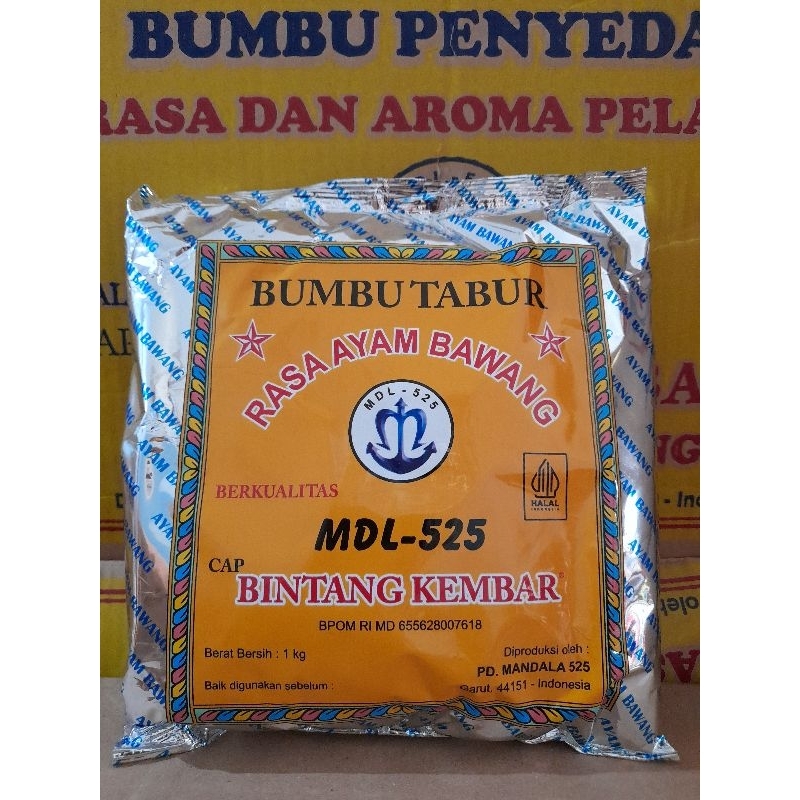 BUMBU PENYEDA
RASA DAN AROMA PELA
BUMBU TABUR
RASA AYAM BAWANG
MDL - 525
BERKUALITAS
HALAL
INDONESIA
MDL-525
CAP
BINTANG KEMBAR
BPOM RI MD 655628007618
Berat Bersih : 1 kg
Diproduksi oleh :
PD. MANDALA 525
Baik digunakan sebelum :
Garut. 44151 - Indonesia
AYAM BAWANG